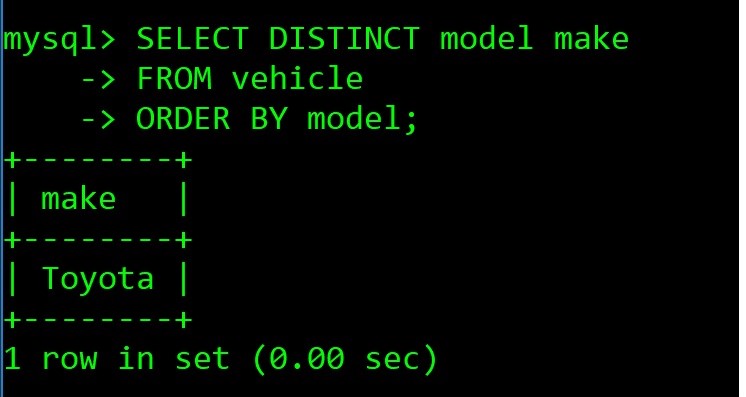 mysql> SELECT DISTINCT model make
    -> FROM vehicle
    -> ORDER BY model;
+--------+
| make   |
+--------+
| Toyota |
+--------+
1 row in set (0.00 sec)